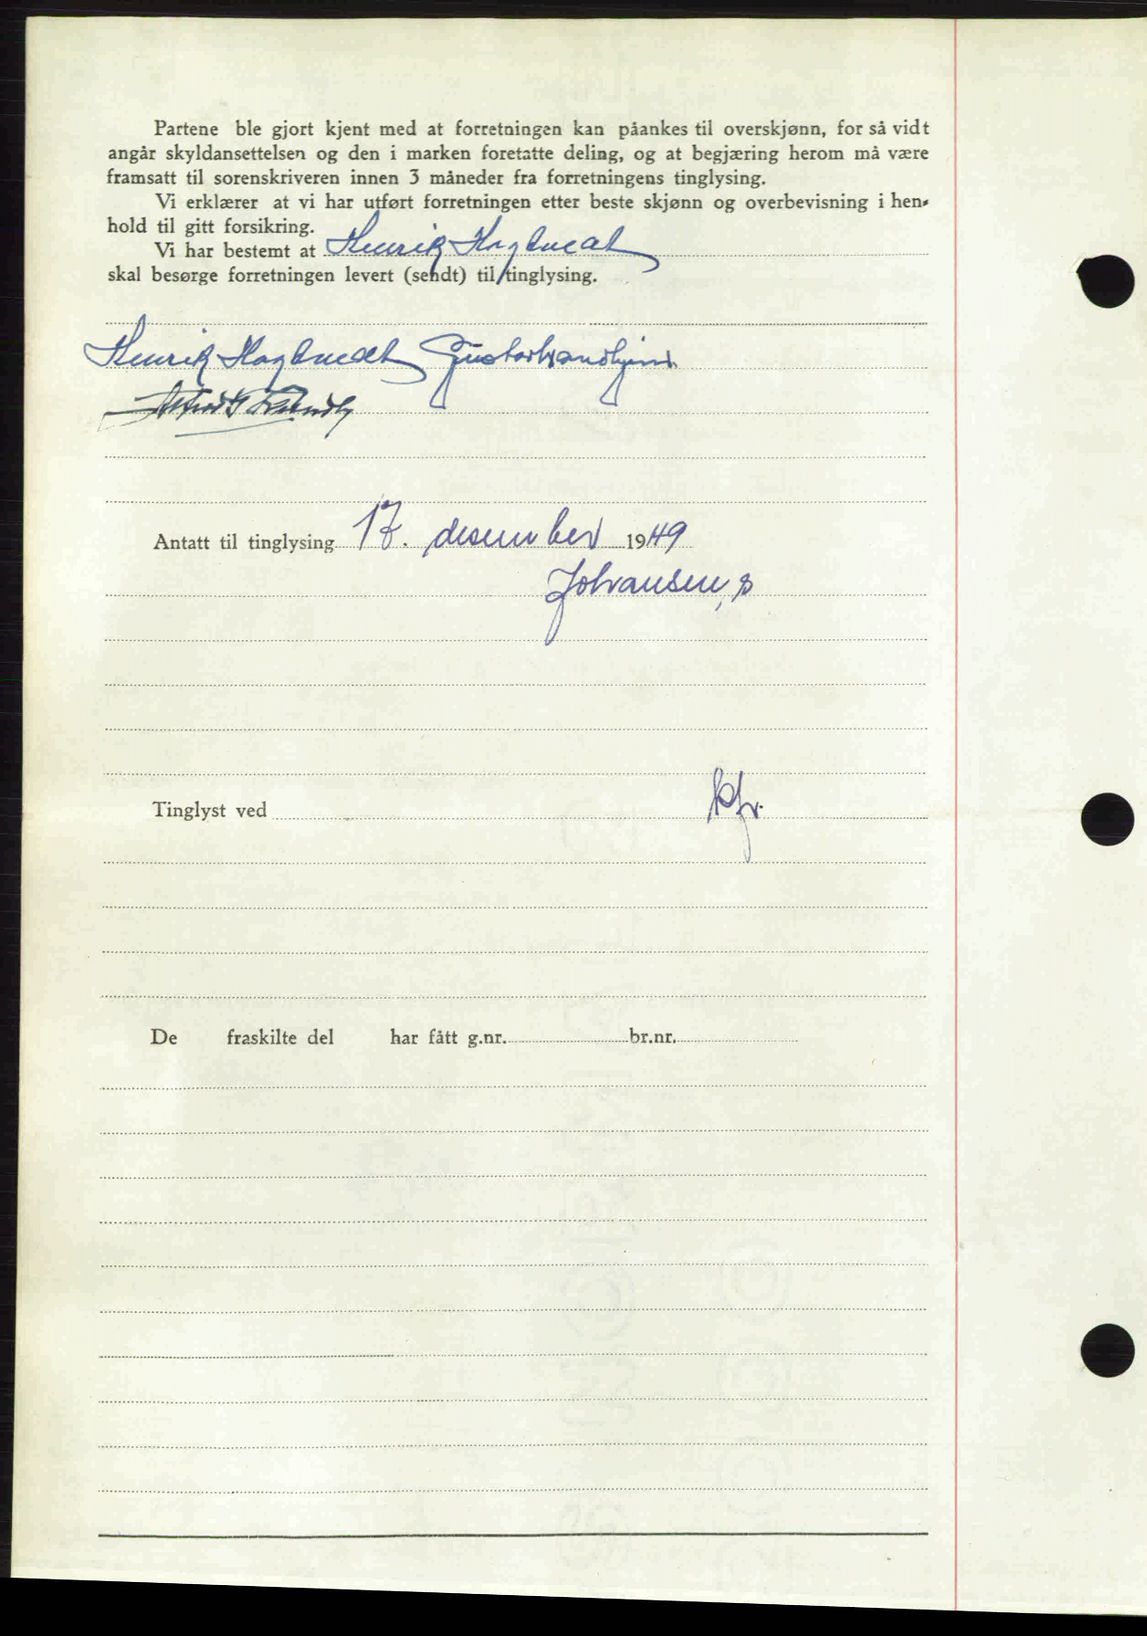 Partene ble gjort kjent med at forretningen kan påankes til overskjønn, for så vidt
angår skyldansettelsen og den i marken foretatte deling, og at begjæring herom må være
framsatt til sorenskriveren innen 3 måneder fra forretningens tinglysing.
Vi erklærer at vi har utført forretningen etter beste skjønn og overbevisning i hen-
hold til gitt forsikring.
Vi har bestemt at Henrik
skal besørge forretningen levert (sendt) til tinglysing.
Henrik
Antatt til tinglysing 17. desember 1949
Johansen, s
Tinglyst ved
De fraskilte del har fått g.nr. br.nr.